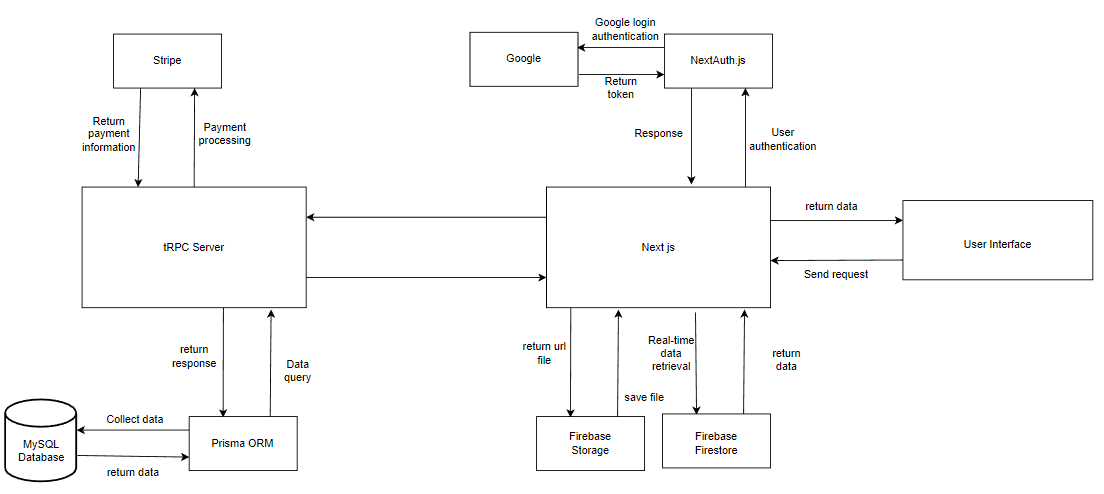 Google login
authentication
Stripe
Google
NextAuth.js
Return
token
Return
payment
information
Payment
processing
Response
User
authentication
return data
tRPC Server
Next js
User Interface
Send request
return url
file
Real-time
data
retrieval
return
data
return
response
Data
query
save file
Collect data
MySQL
Database
Prisma ORM
return data
Firebase
Storage
Firebase
Firestore